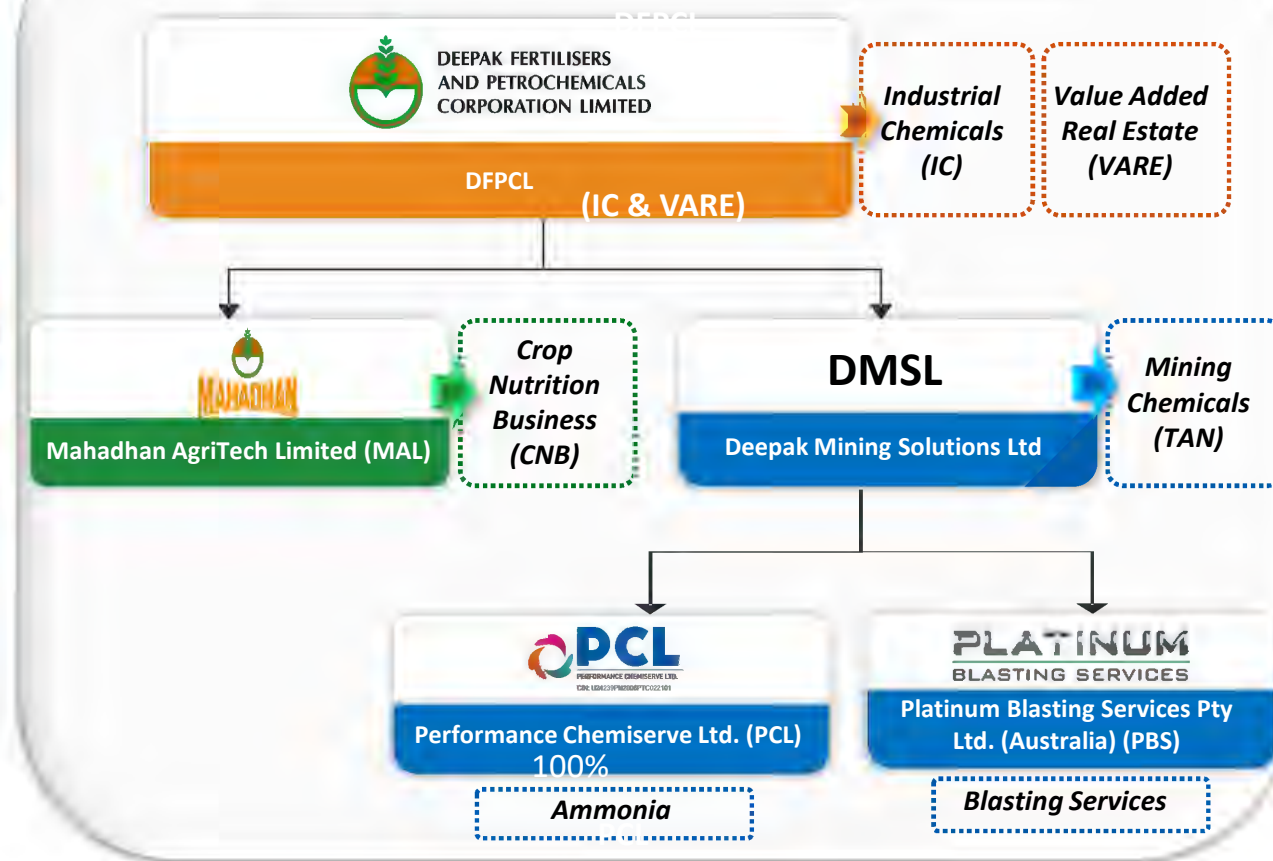 DFPCL
DEEPAK FERTILISERS
AND PETROCHEMICALS
CORPORATION LIMITED
DFPCL
(IC & VARE)
Industrial
Chemicals
(IC)
Value Added
Real Estate
(VARE)
MAHADHAN
Mahadhan AgriTech Limited (MAL)
Crop
Nutrition
Business
(CNB)
DMSL
Deepak Mining Solutions Ltd
Mining
Chemicals
(TAN)
PCL
PERFORMANCE CHEMISERVE LTD.
Performance Chemiserve Ltd. (PCL)
100%
Ammonia
PCL
PLATINUM
BLASTING SERVICES
Platinum Blasting Services Pty
Ltd. (Australia) (PBS)
Blasting Services